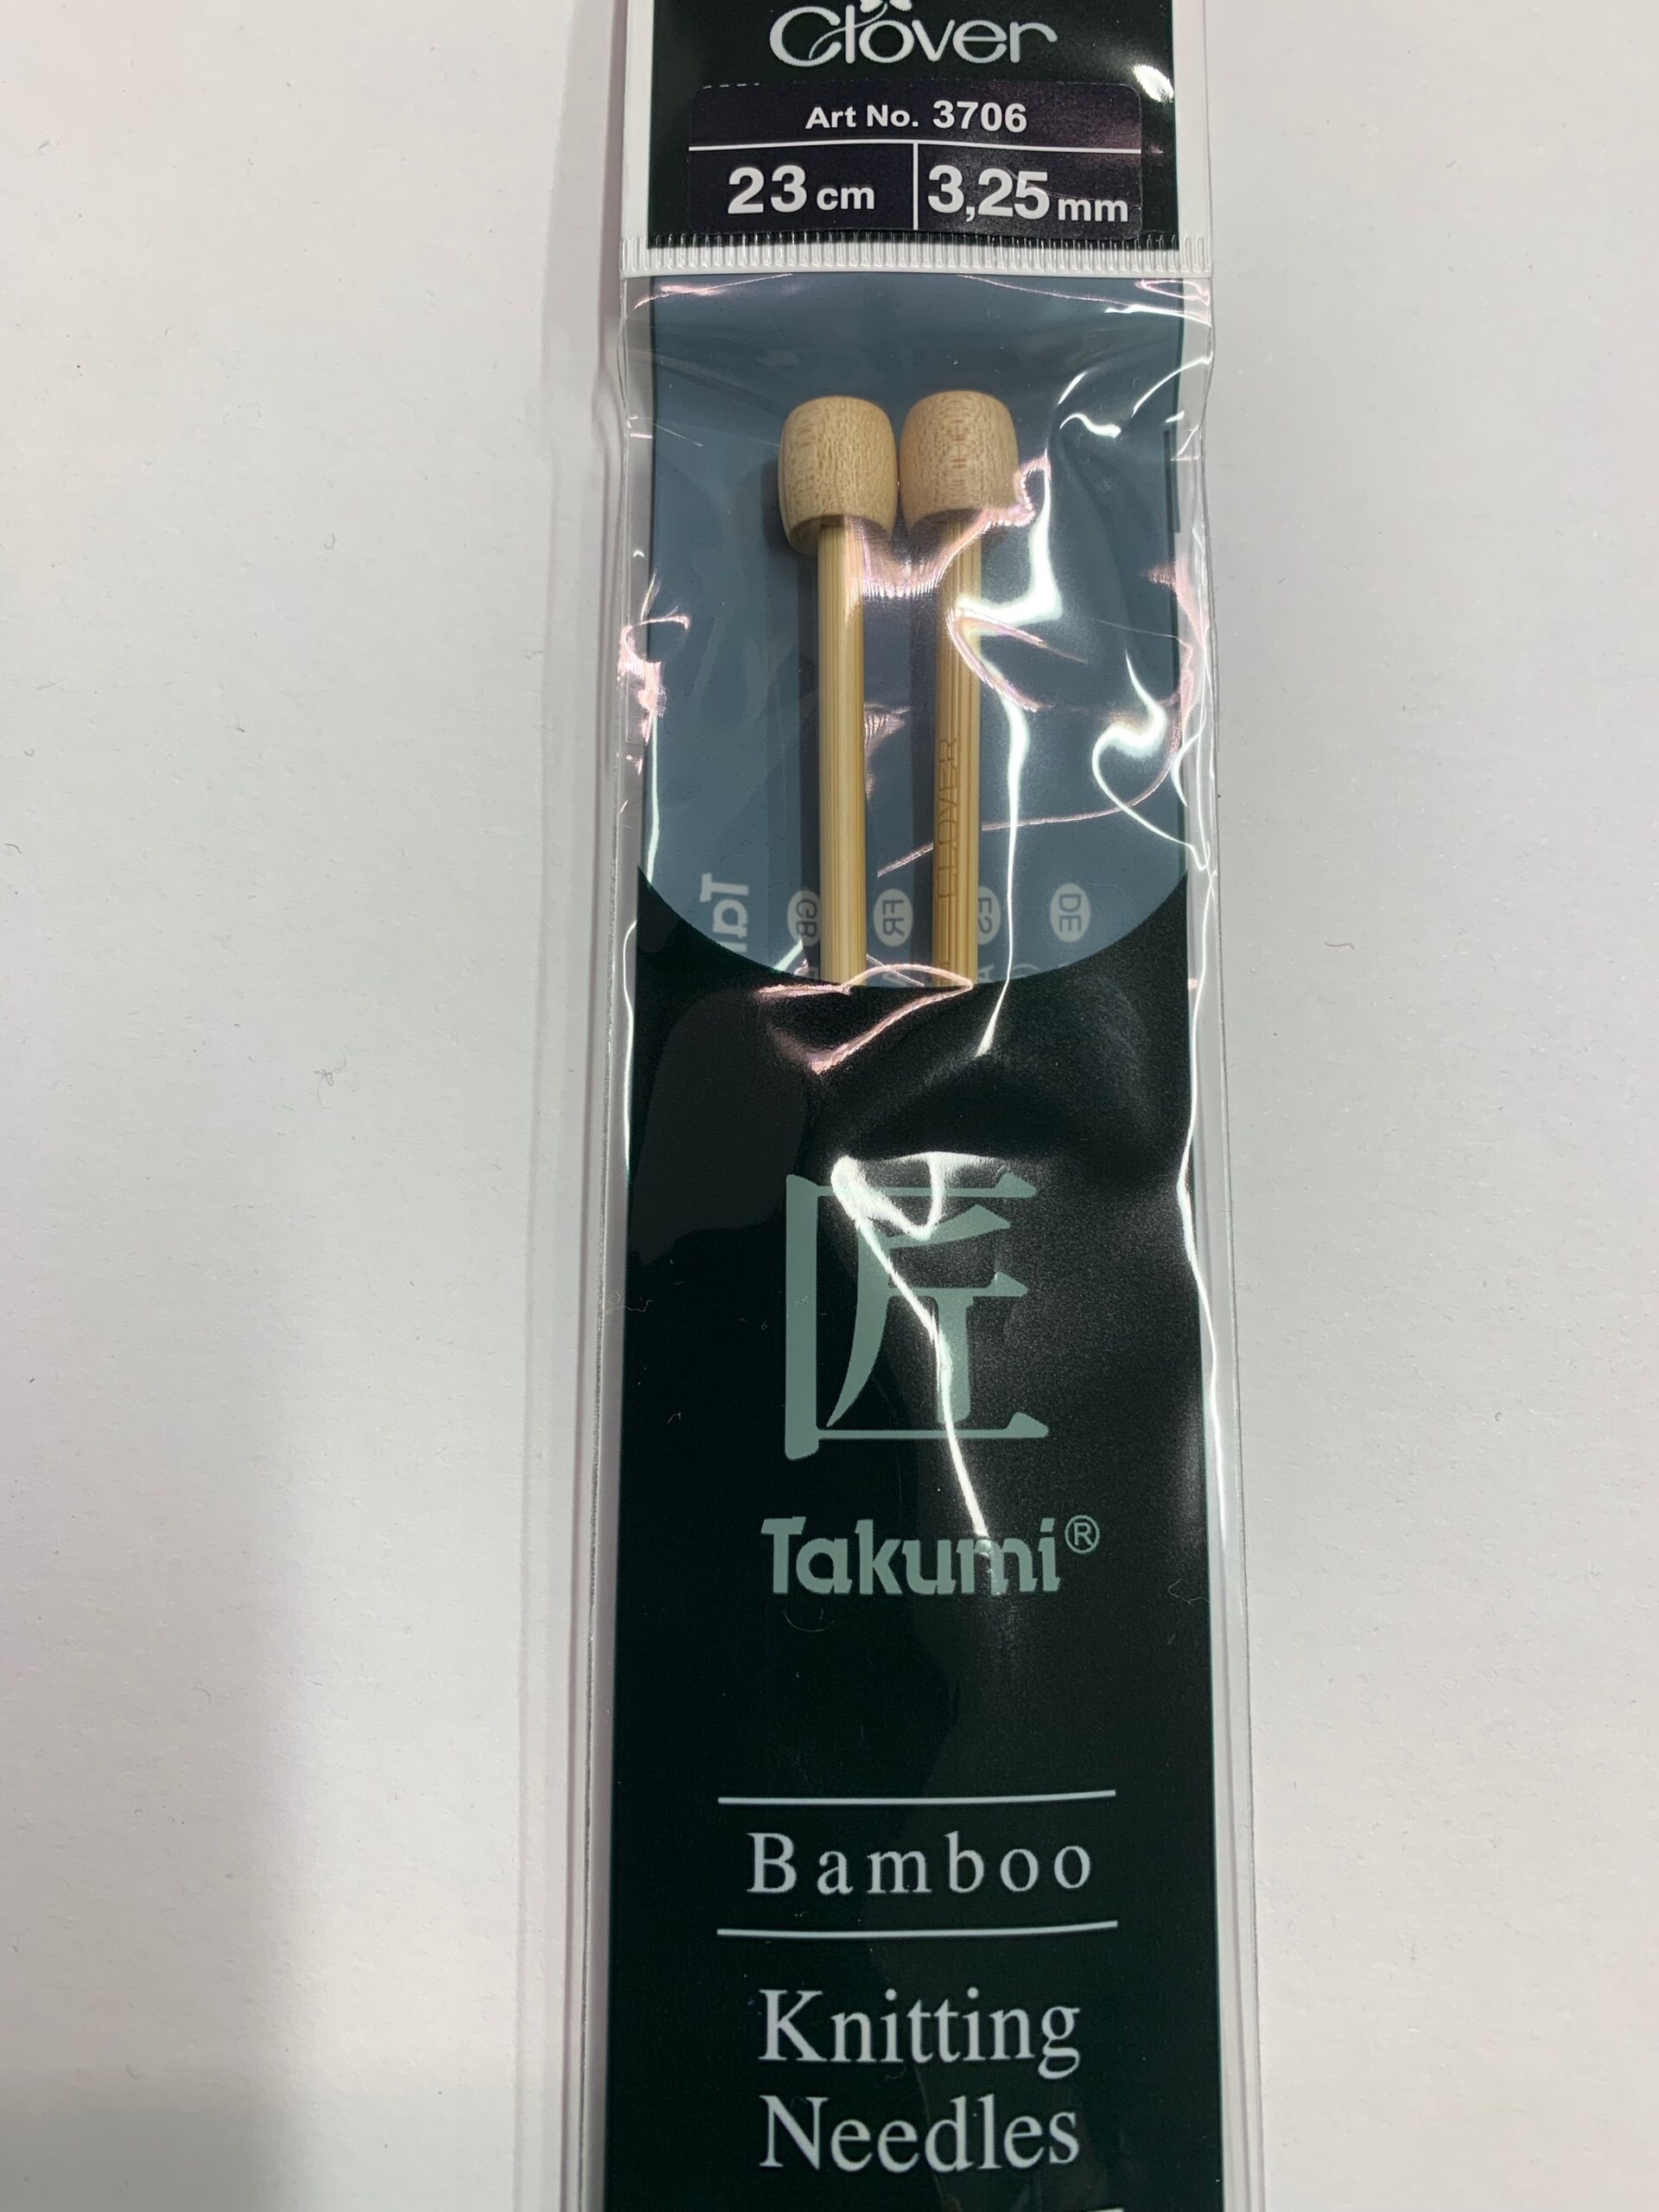 Clover
Art No. 3706
23 cm 3,25 mm
CLOVER
GB FR ES DE
匠
Takumi®
Bamboo
Knitting
Needles